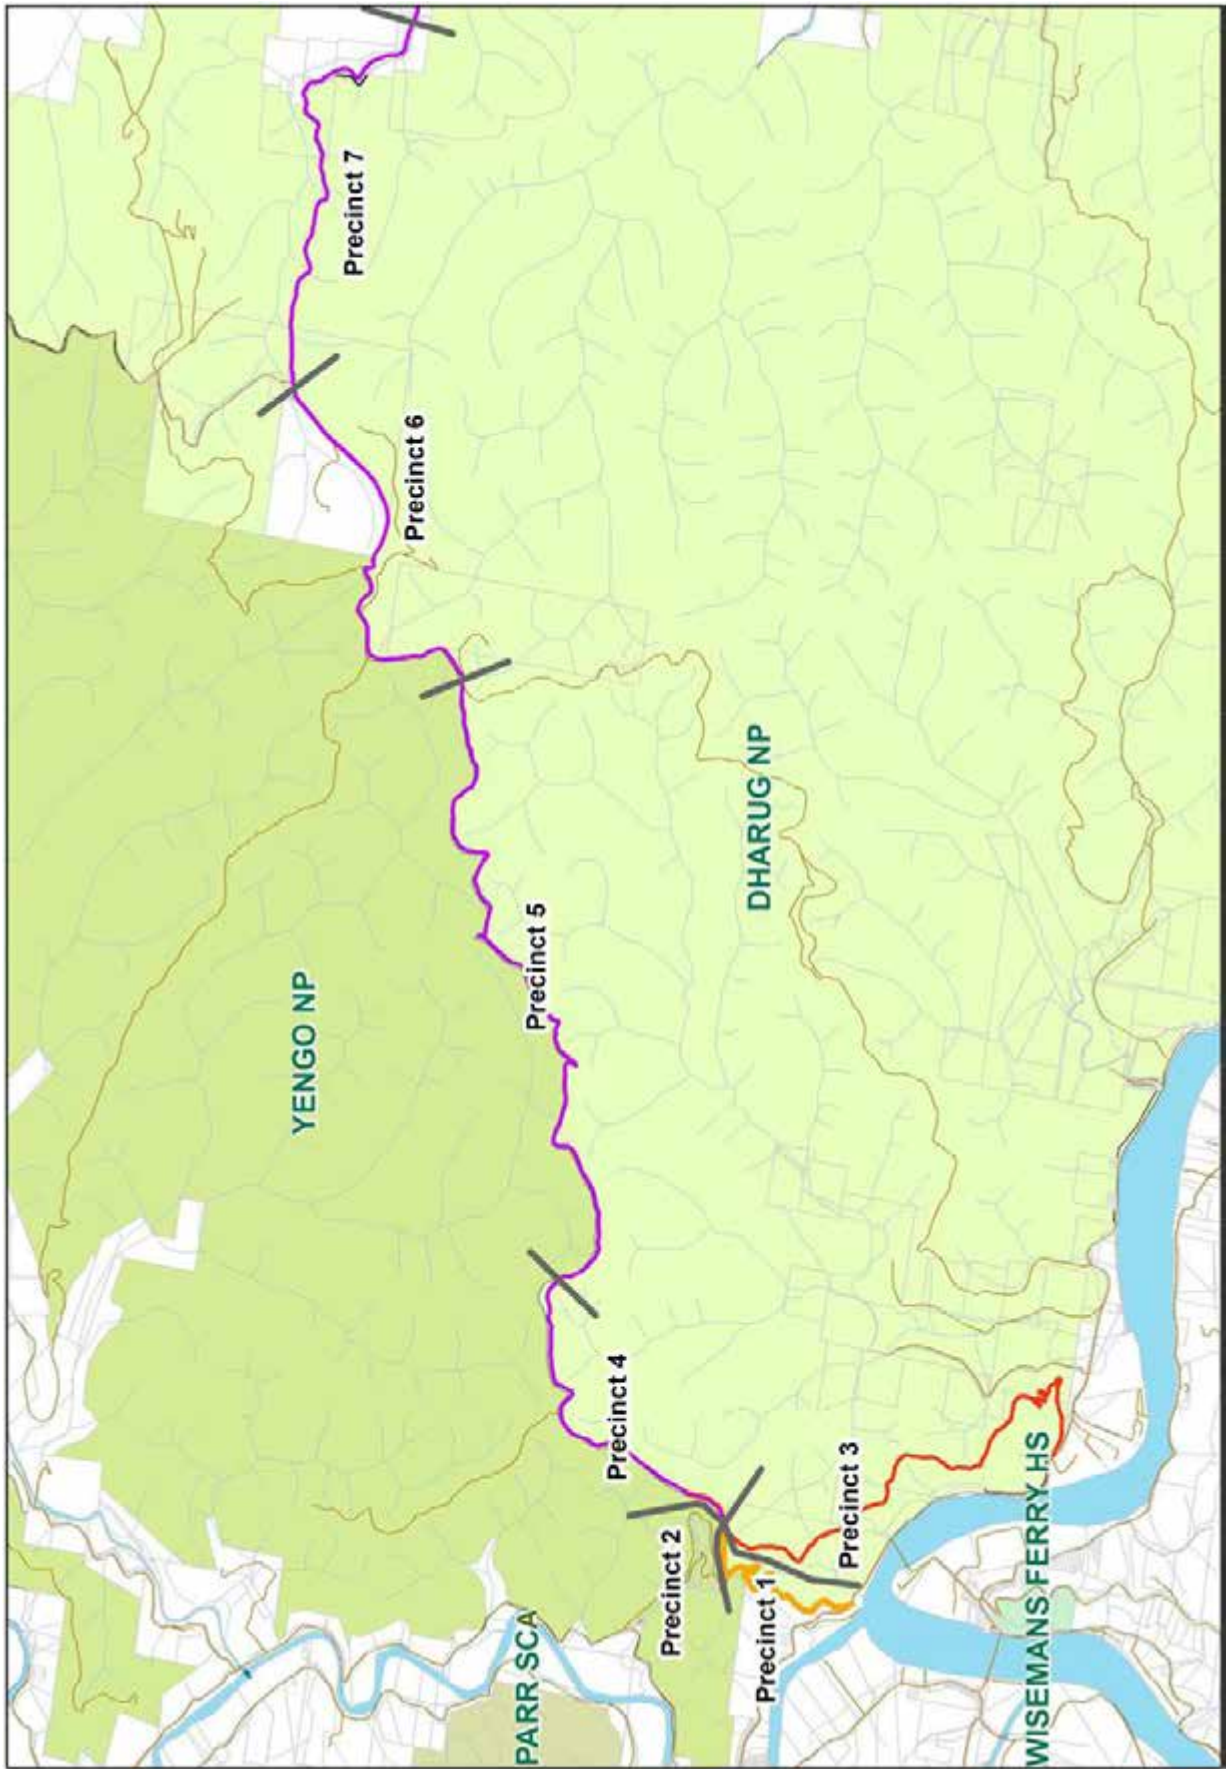 Precinct 7
Precinct 6
YENGO NP
DHARUG NP
Precinct 5
Precinct 4
Precinct 3
Precinct 2
Precinct 1
PARR SCA
WISEMANS FERRY HS